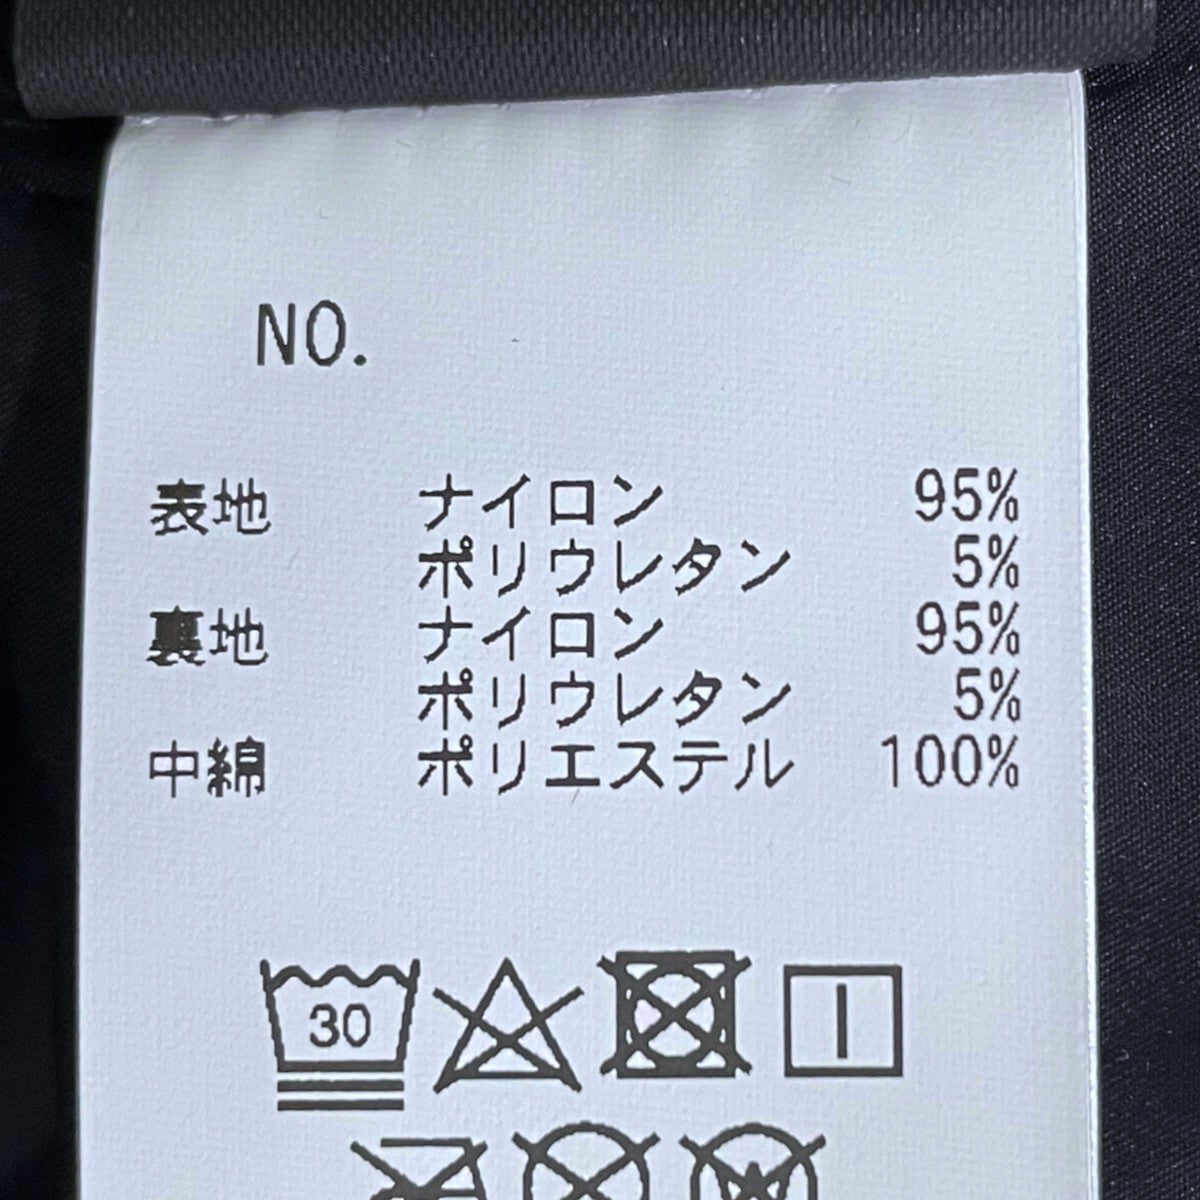 NO.
表地 ナイロン 95%
ポリウレタン 5%
裏地 ナイロン 95%
ポリウレタン 5%
中綿 ポリエステル 100%
30